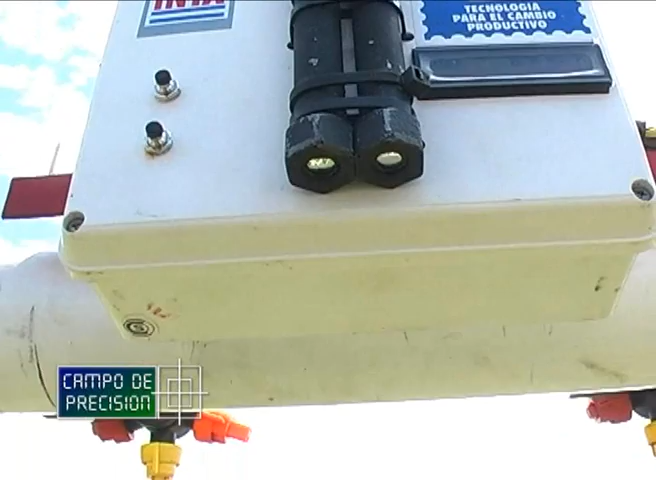 INTA
TECNOLOGIA
PARA EL CAMBIO
PRODUCTIVO
CAMPO DE
PRECISION